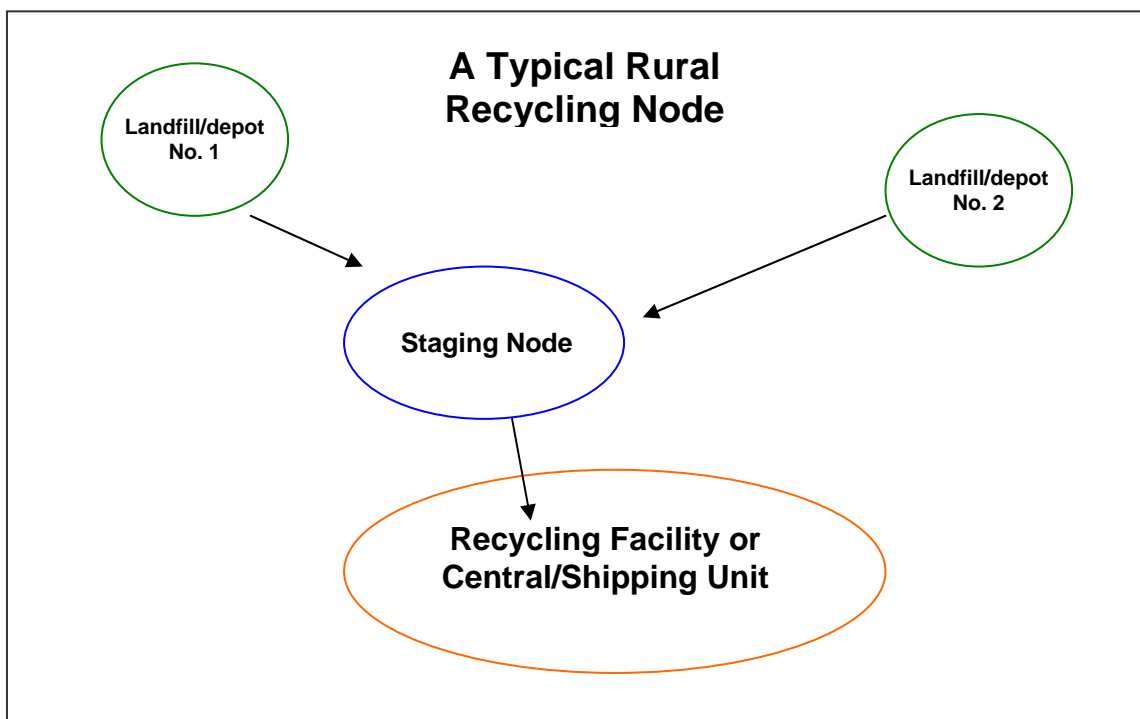 A Typical Rural
Recycling Node
Landfill/depot
No. 1
Landfill/depot
No. 2
Staging Node
Recycling Facility or
Central/Shipping Unit